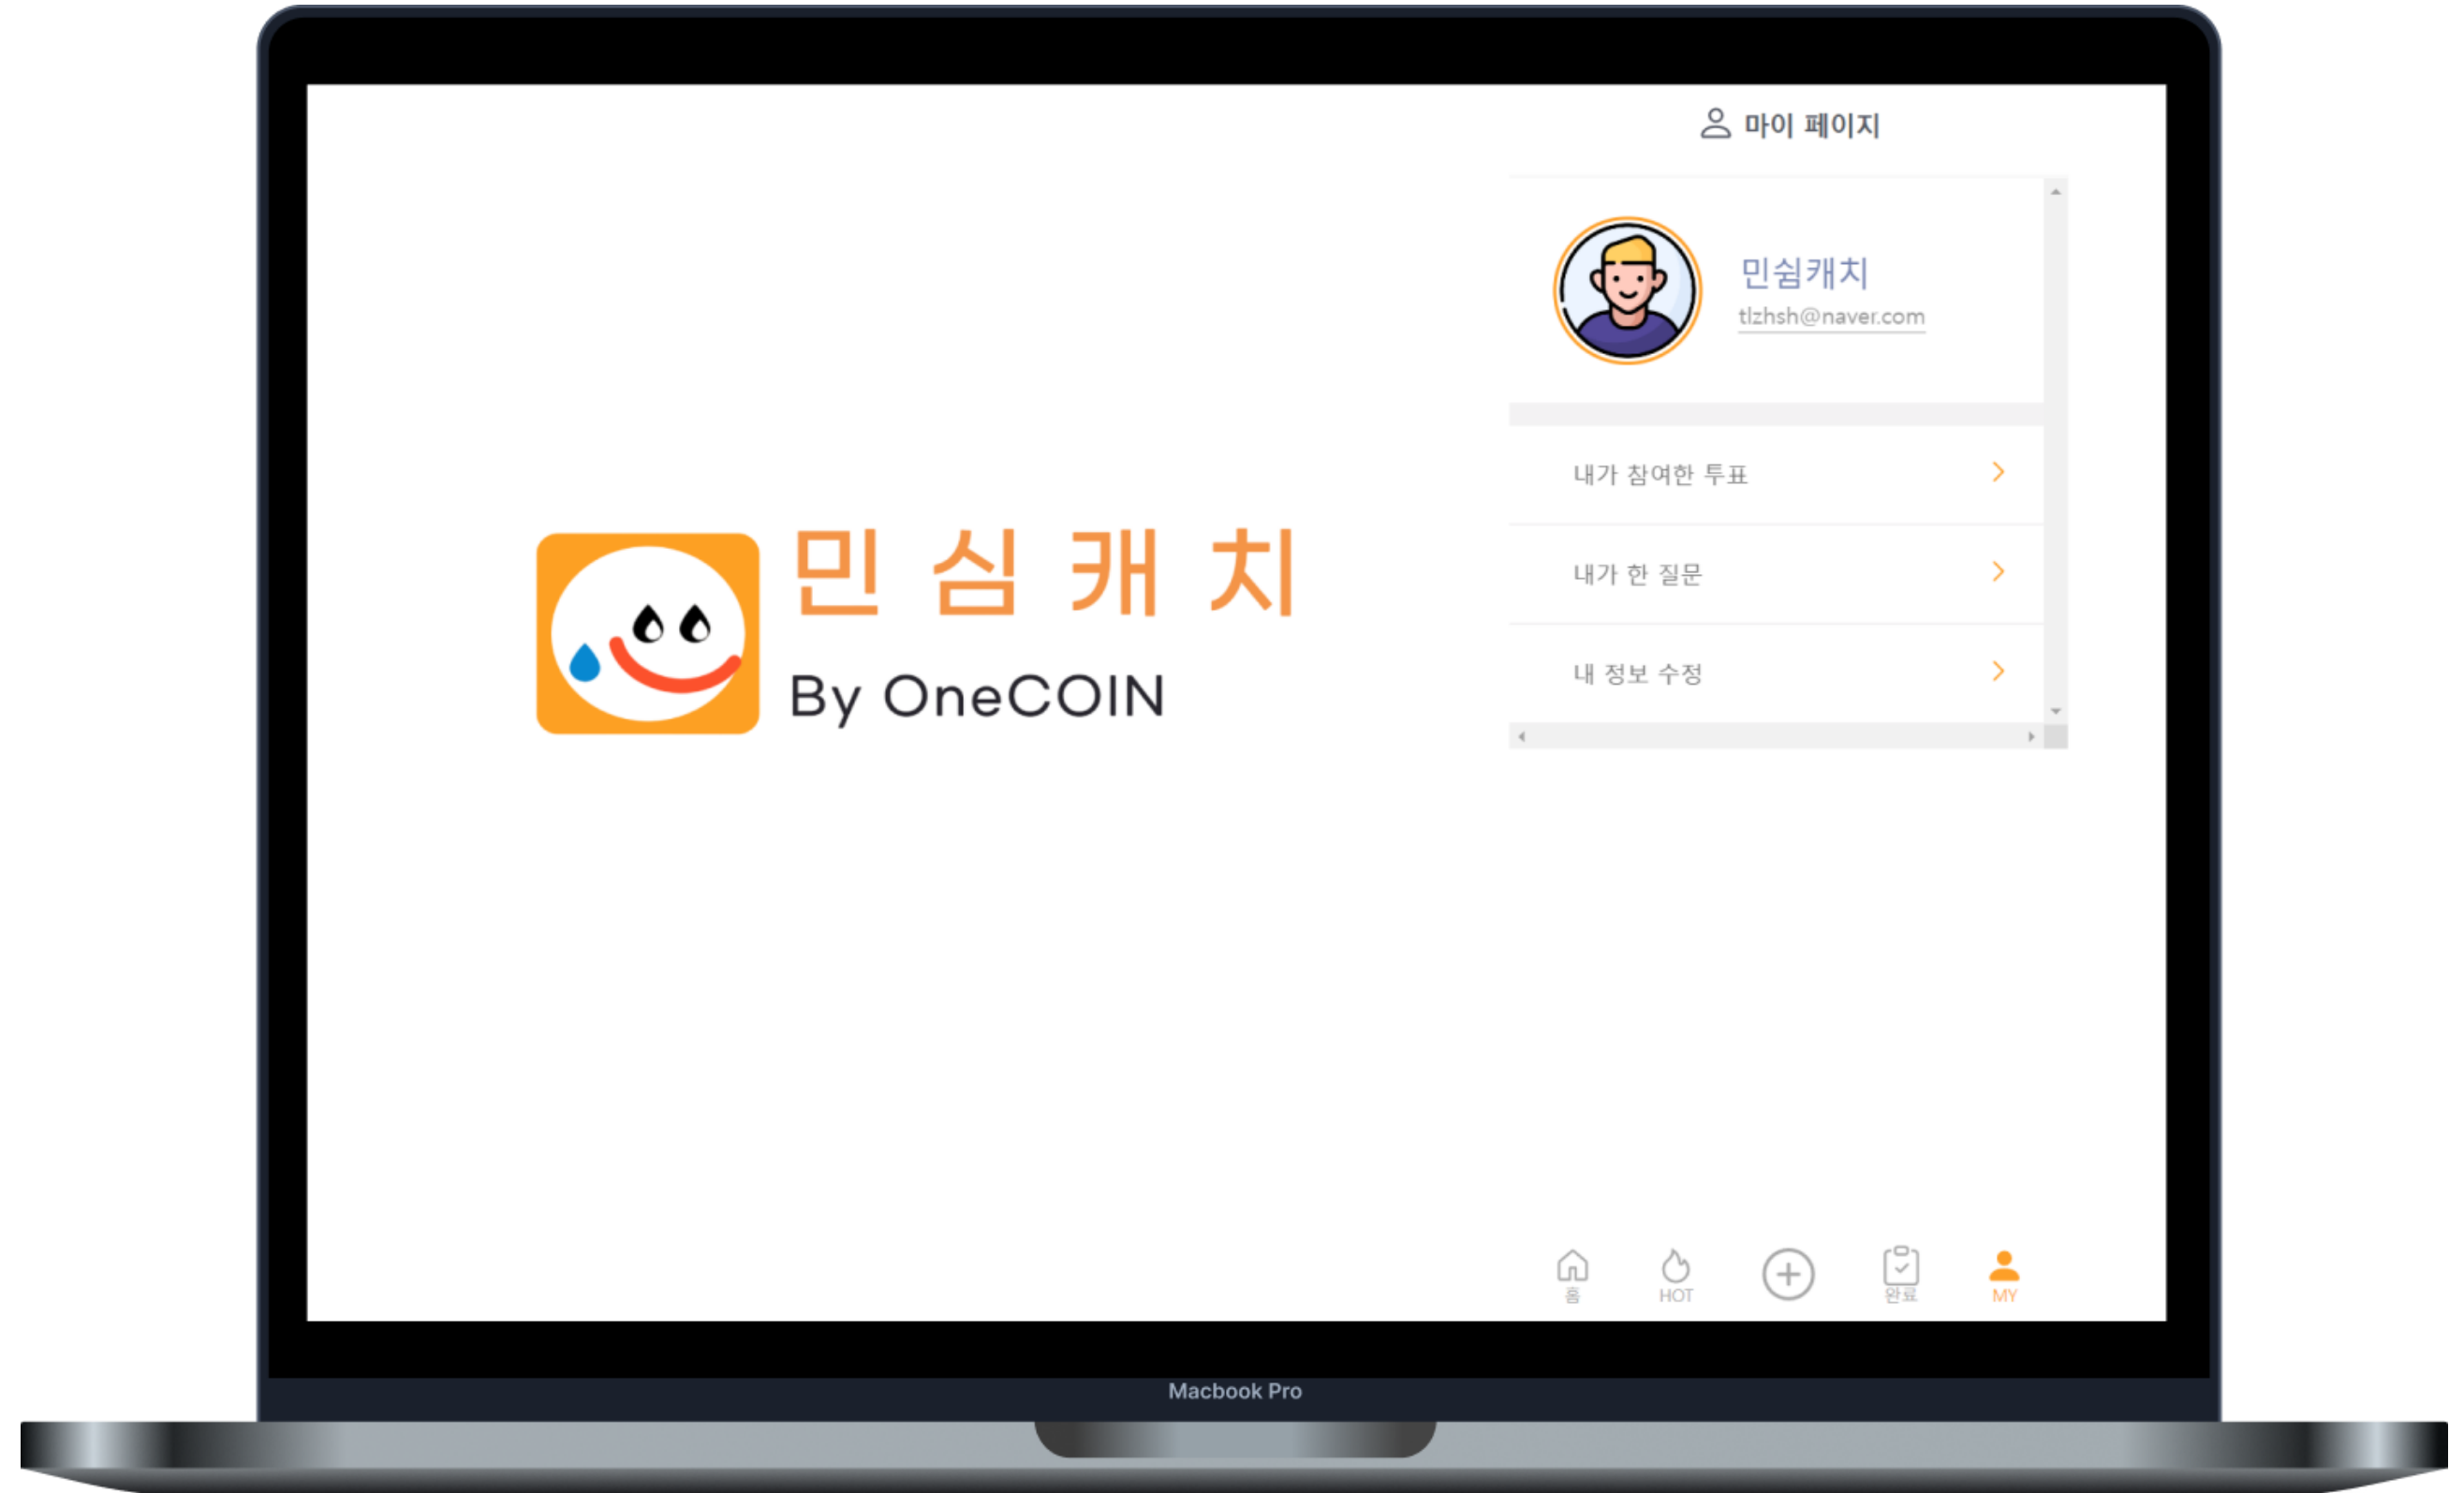 민심캐치
By OneCOIN
마이 페이지
민쉼캐치
tlzhsh@naver.com
내가 참여한 투표
내가 한 질문
내 정보 수정
홈
HOT
완료
MY
Macbook Pro